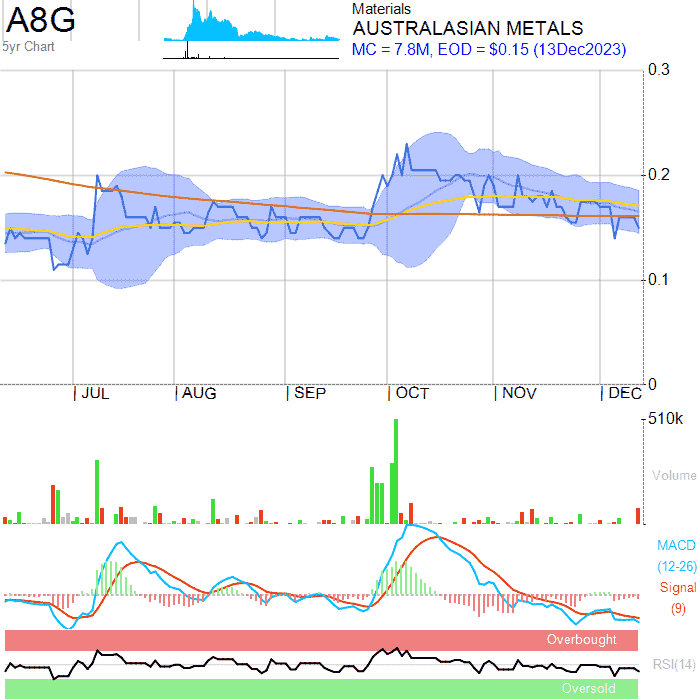 A8G
5yr Chart
Materials
AUSTRALASIAN METALS
MC = 7.8M, EOD = $0.15 (13Dec2023)
0.3
0.2
0.1
0
JUL AUG SEP OCT NOV DEC
510k
Volume
MACD
(12-26)
Signal
(9)
Overbought
RSI(14)
Oversold